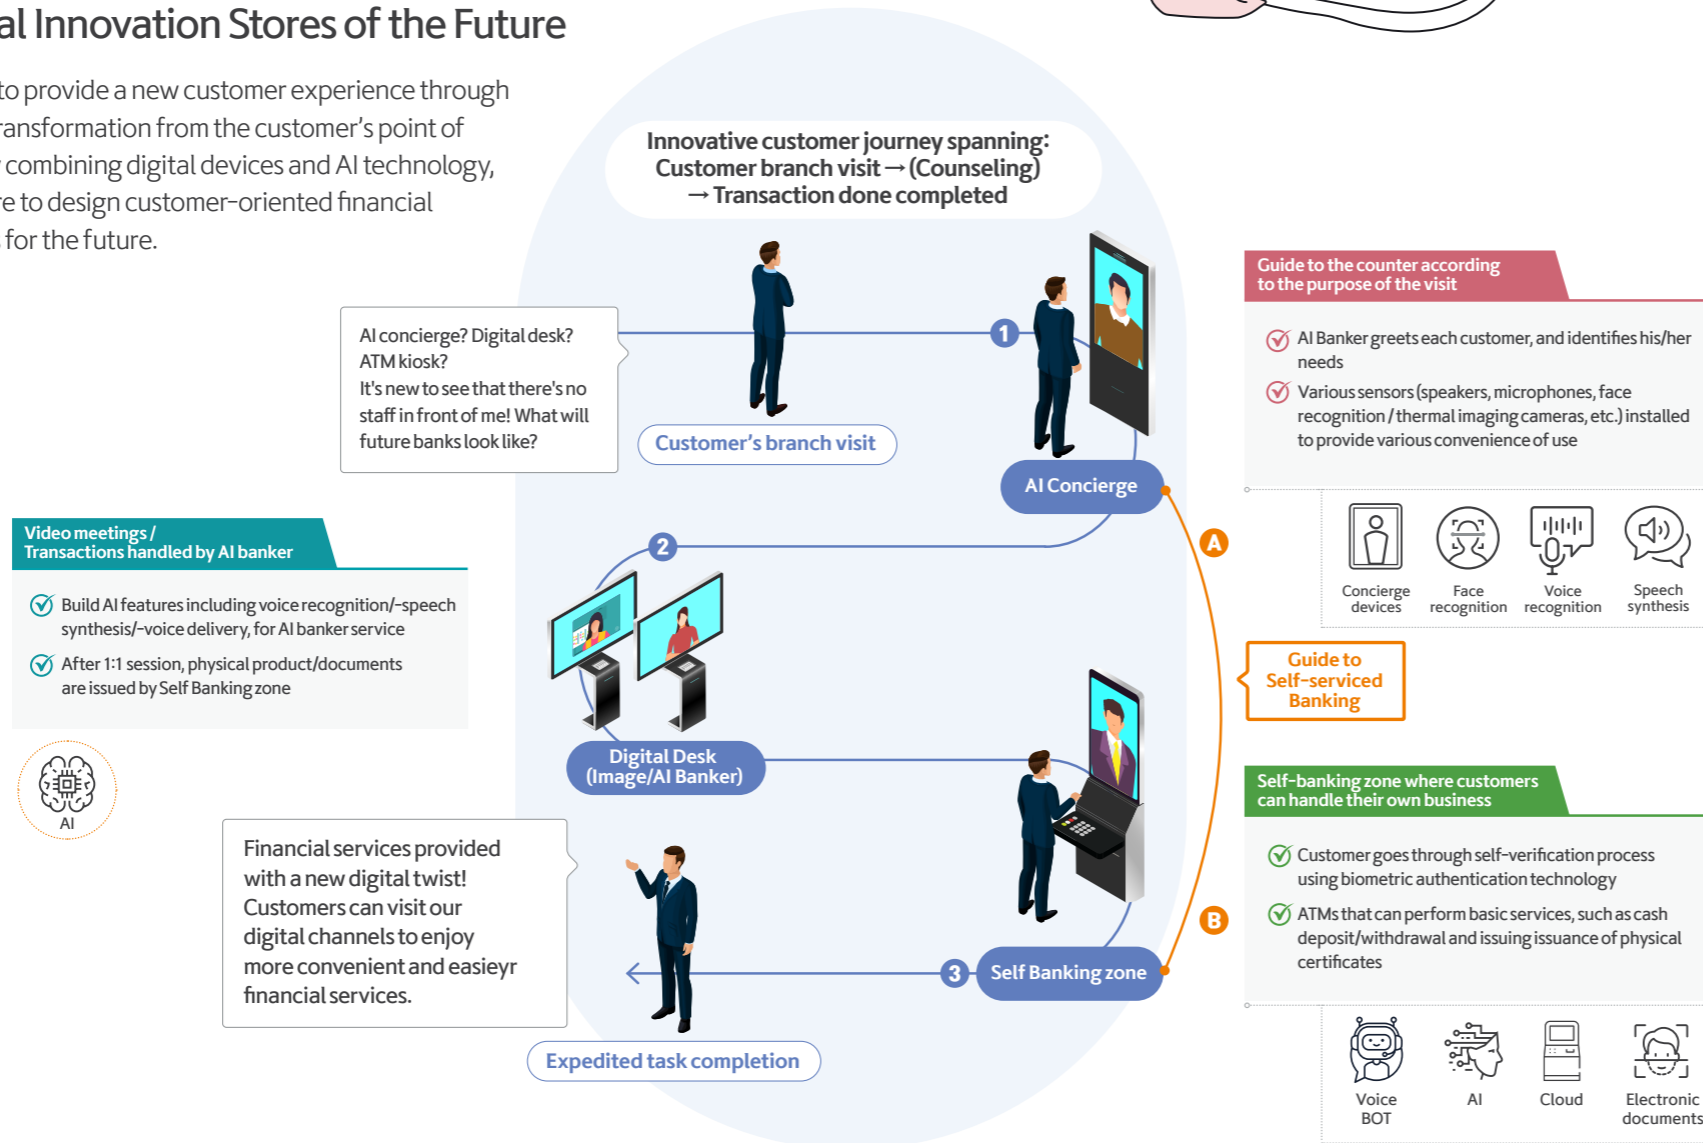 al Innovation Stores of the Future
to provide a new customer experience through
ransformation from the customer's point of
combining digital devices and AI technology,
re to design customer-oriented financial
for the future.
Innovative customer journey spanning:
Customer branch visit → (Counseling)
→ Transaction done completed
AI concierge? Digital desk?
ATM kiosk?
It's new to see that there's no
staff in front of me! What will
future banks look like?
Customer's branch visit
1
AI Concierge
Guide to the counter according
to the purpose of the visit
AI Banker greets each customer, and identifies his/her
needs
Various sensors (speakers, microphones, face
recognition / thermal imaging cameras, etc.) installed
to provide various convenience of use
Concierge
devices
Face
recognition
Voice
recognition
Speech
synthesis
Video meetings /
Transactions handled by AI banker
Build AI features including voice recognition/-speech
synthesis/-voice delivery, for AI banker service
After 1:1 session, physical product/documents
are issued by Self Banking zone
AI
2
Digital Desk
(Image/AI Banker)
A
Guide to
Self-serviced
Banking
B
Self-banking zone where customers
can handle their own business
Customer goes through self-verification process
using biometric authentication technology
ATMs that can perform basic services, such as cash
deposit/withdrawal and issuing issuance of physical
certificates
Voice
BOT
AI
Cloud
Electronic
documents
Financial services provided
with a new digital twist!
Customers can visit our
digital channels to enjoy
more convenient and easieyr
financial services.
3
Self Banking zone
Expedited task completion